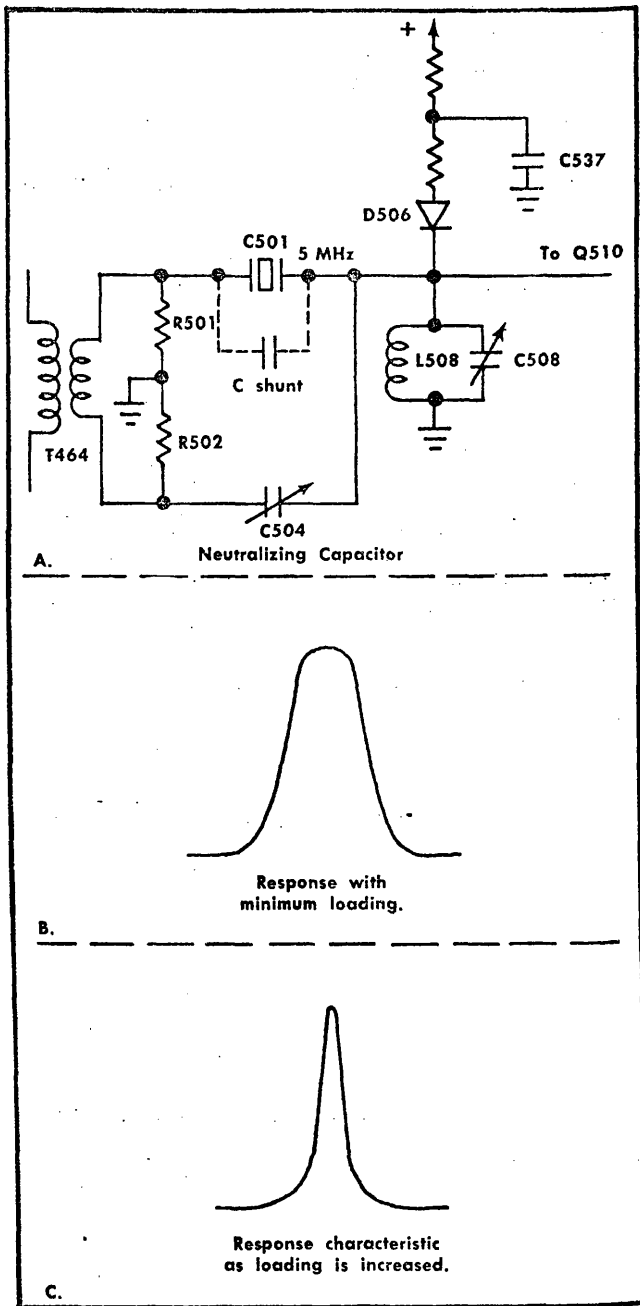 +
C537
D506
C501
5 MHz
To Q510
R501
C shunt
L508
C508
R502
T464
C504
Neutralizing Capacitor
A.
Response with
minimum loading.
B.
Response characteristic
as loading is increased.
C.